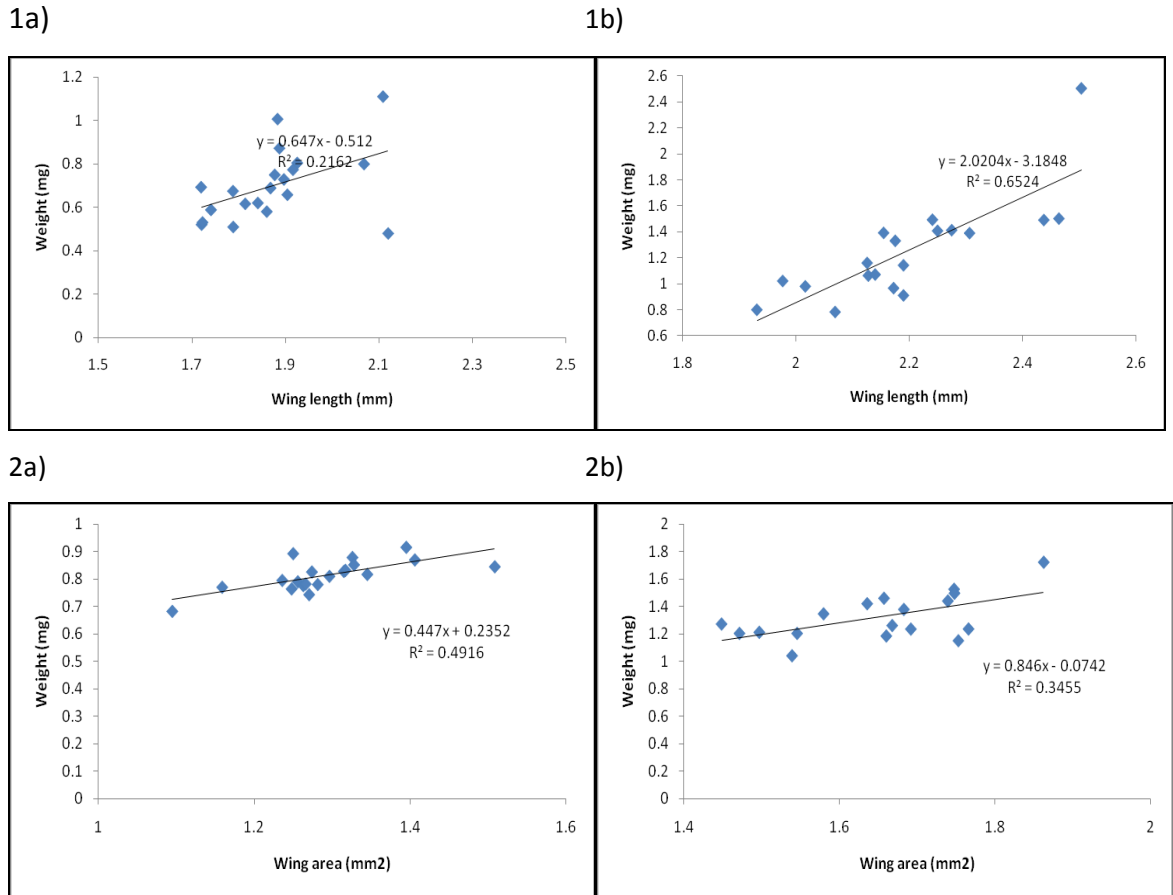 1a)
1b)
1.2
1
0.8
0.6
0.4
0.2
0
Weight (mg)
y = 0.647x - 0.512
R² = 0.2162
1.5 1.7 1.9 2.1 2.3 2.5
Wing length (mm)
2.6
2.4
2.2
2
1.8
1.6
1.4
1.2
1
0.8
0.6
Weight (mg)
y = 2.0204x - 3.1848
R² = 0.6524
1.8 2 2.2 2.4 2.6
Wing length (mm)
2a)
2b)
1
0.9
0.8
0.7
0.6
0.5
0.4
0.3
0.2
0.1
0
Weight (mg)
y = 0.447x + 0.2352
R² = 0.4916
1 1.2 1.4 1.6
Wing area (mm2)
2
1.8
1.6
1.4
1.2
1
0.8
0.6
0.4
0.2
0
Weight (mg)
y = 0.846x - 0.0742
R² = 0.3455
1.4 1.6 1.8 2
Wing area (mm2)